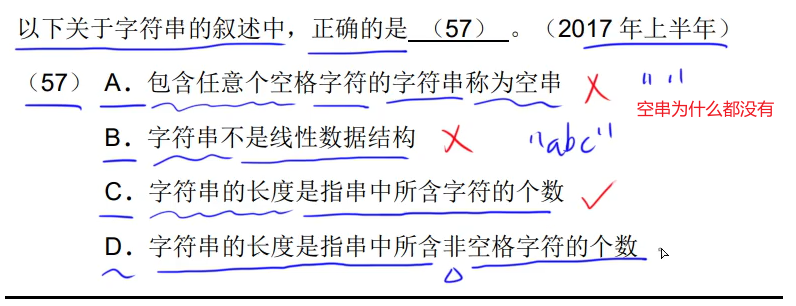 以下关于字符串的叙述中，正确的是 （57） 。（2017 年上半年）
（57） A．包含任意个空格字符的字符串称为空串 × " "
空串为什么都没有
B．字符串不是线性数据结构 × "abc"
C．字符串的长度是指串中所含字符的个数 ✓
D．字符串的长度是指串中所含非空格字符的个数